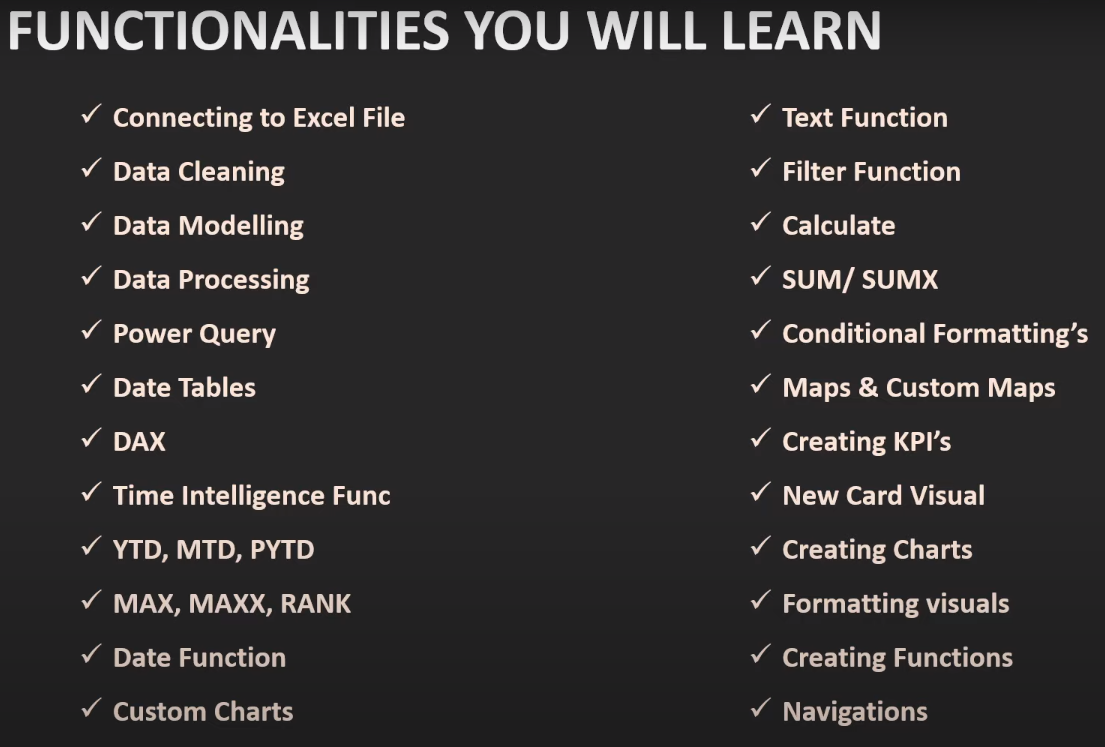 FUNCTIONALITIES YOU WILL LEARN
✓ Connecting to Excel File
✓ Data Cleaning
✓ Data Modelling
✓ Data Processing
✓ Power Query
✓ Date Tables
✓ DAX
✓ Time Intelligence Func
✓ YTD, MTD, PYTD
✓ MAX, MAXX, RANK
✓ Date Function
✓ Custom Charts
✓ Text Function
✓ Filter Function
✓ Calculate
✓ SUM/ SUMX
✓ Conditional Formatting’s
✓ Maps & Custom Maps
✓ Creating KPI’s
✓ New Card Visual
✓ Creating Charts
✓ Formatting visuals
✓ Creating Functions
✓ Navigations